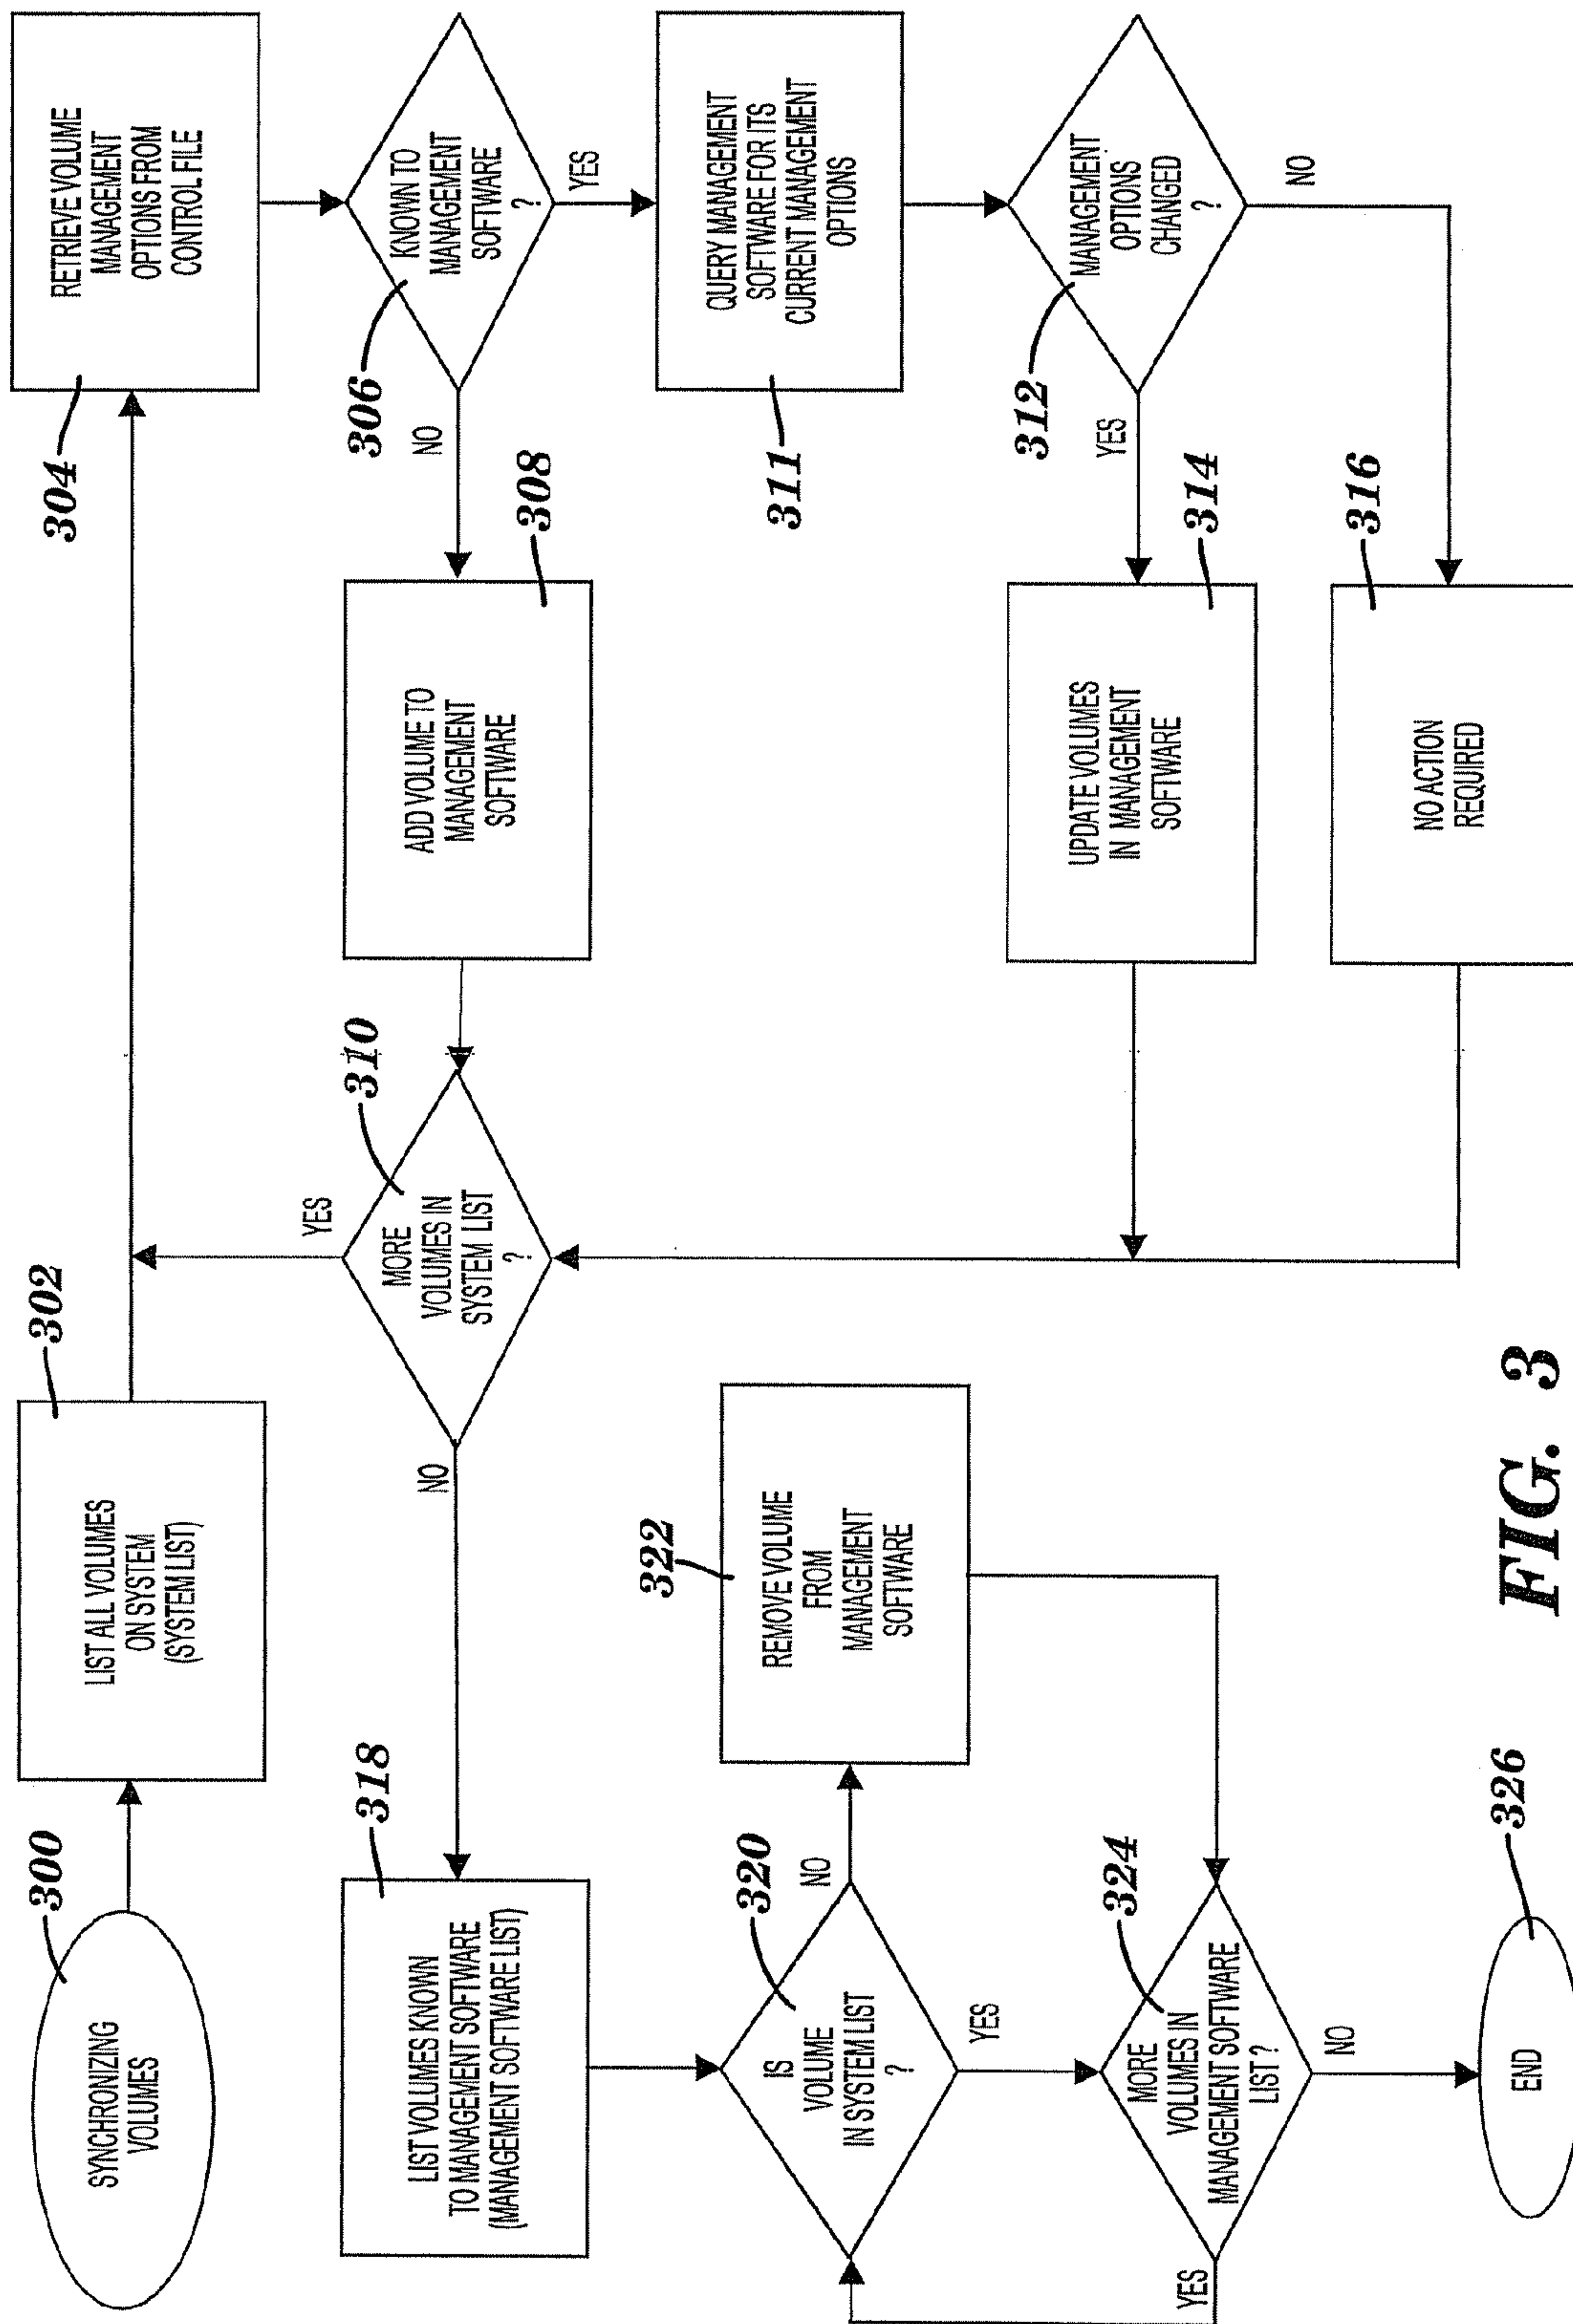 300
SYNCHRONIZING
VOLUMES
302
LIST ALL VOLUMES
ON SYSTEM
(SYSTEM LIST)
304
RETRIEVE VOLUME
MANAGEMENT
OPTIONS FROM
CONTROL FILE
306
KNOWN TO
MANAGEMENT
SOFTWARE
?
NO
YES
308
ADD VOLUME TO
MANAGEMENT
SOFTWARE
310
MORE
VOLUMES IN
SYSTEM LIST
?
YES
NO
311
QUERY MANAGEMENT
SOFTWARE FOR ITS
CURRENT MANAGEMENT
OPTIONS
312
MANAGEMENT
OPTIONS
CHANGED
?
YES
NO
314
UPDATE VOLUMES
IN MANAGEMENT
SOFTWARE
316
NO ACTION
REQUIRED
318
LIST VOLUMES KNOWN
TO MANAGEMENT SOFTWARE
(MANAGEMENT SOFTWARE LIST)
320
IS
VOLUME
IN SYSTEM LIST
?
NO
YES
322
REMOVE VOLUME
FROM
MANAGEMENT
SOFTWARE
324
MORE
VOLUMES IN
MANAGEMENT SOFTWARE
LIST ?
YES
NO
326
END
FIG. 3